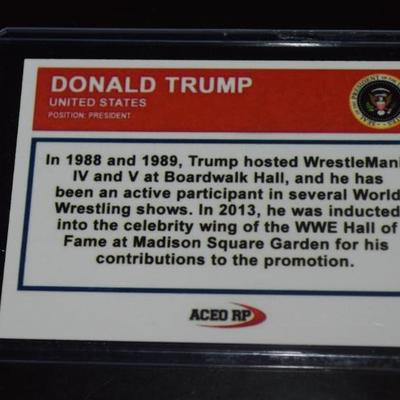 DONALD TRUMP
UNITED STATES
POSITION: PRESIDENT
In 1988 and 1989, Trump hosted WrestleMani
IV and V at Boardwalk Hall, and he has
been an active participant in several World
Wrestling shows. In 2013, he was inducted
into the celebrity wing of the WWE Hall of
Fame at Madison Square Garden for his
contributions to the promotion.
ACEO RP